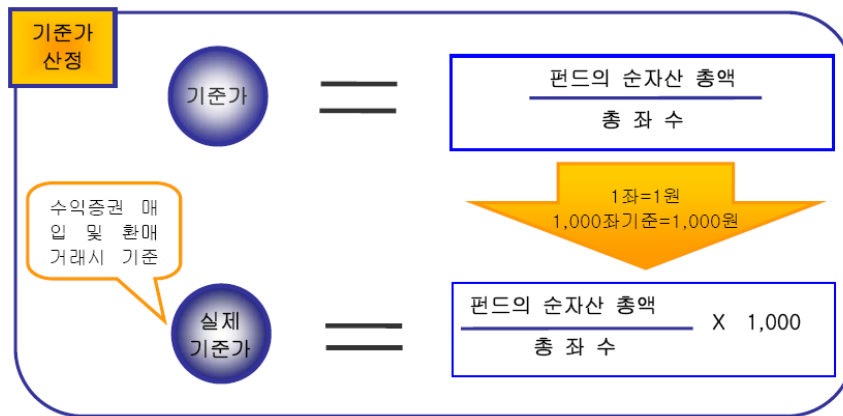 기준가
산정
기준가
펀드의 순자산 총액
총 좌 수
1좌=1원
1,000좌기준=1,000원
수익증권 매
입 및 환매
거래시 기준
실제
기준가
펀드의 순자산 총액
총 좌 수
X 1,000